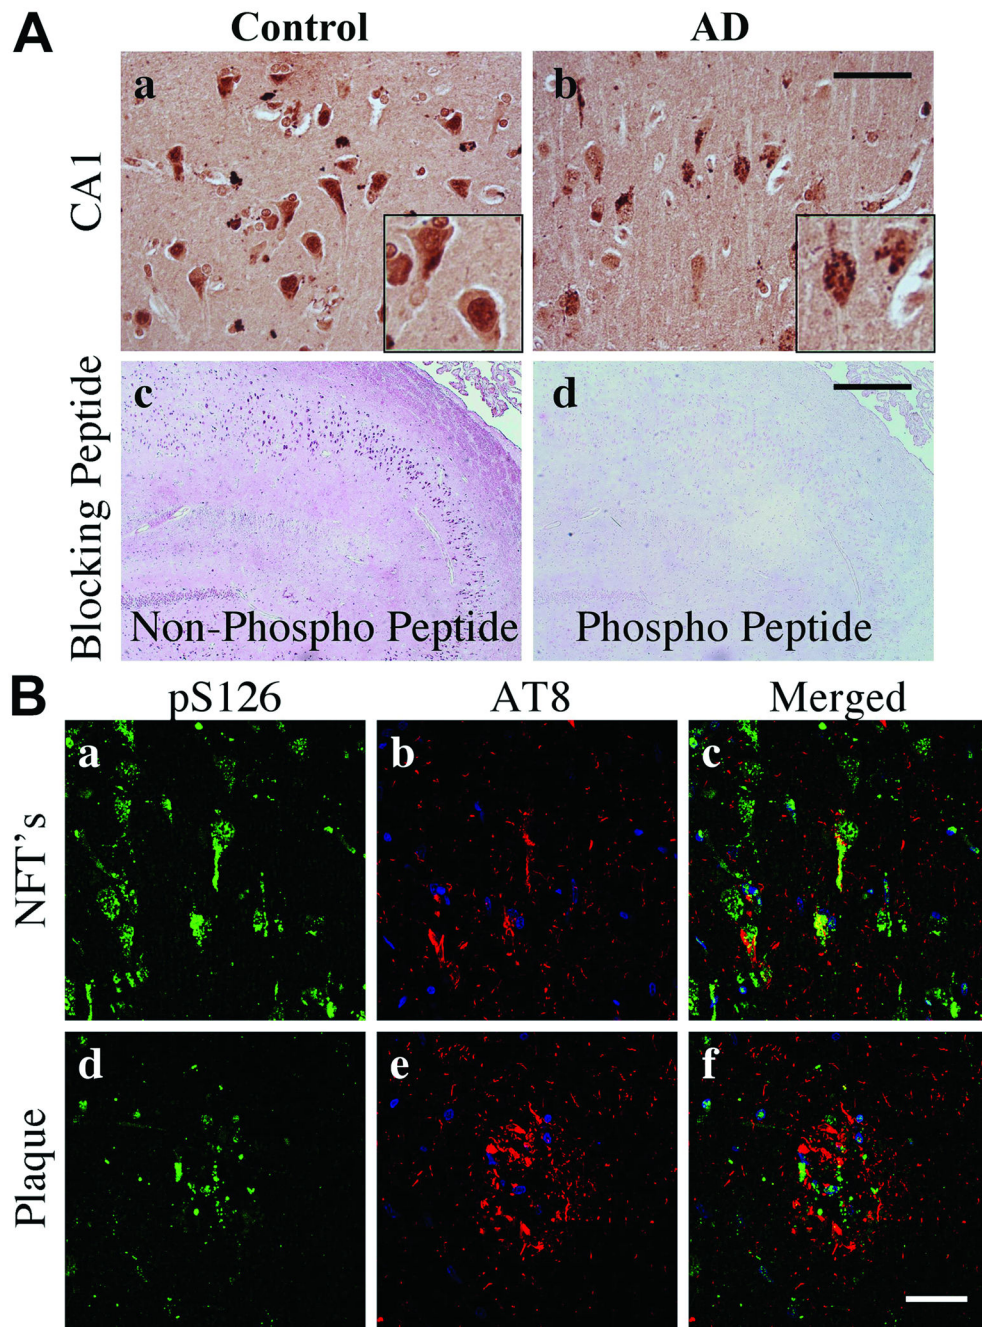 A
Control
AD
CA1
a
b
Blocking Peptide
c
d
Non-Phospho Peptide
Phospho Peptide
B
pS126
AT8
Merged
NFT's
a
b
c
Plaque
d
e
f